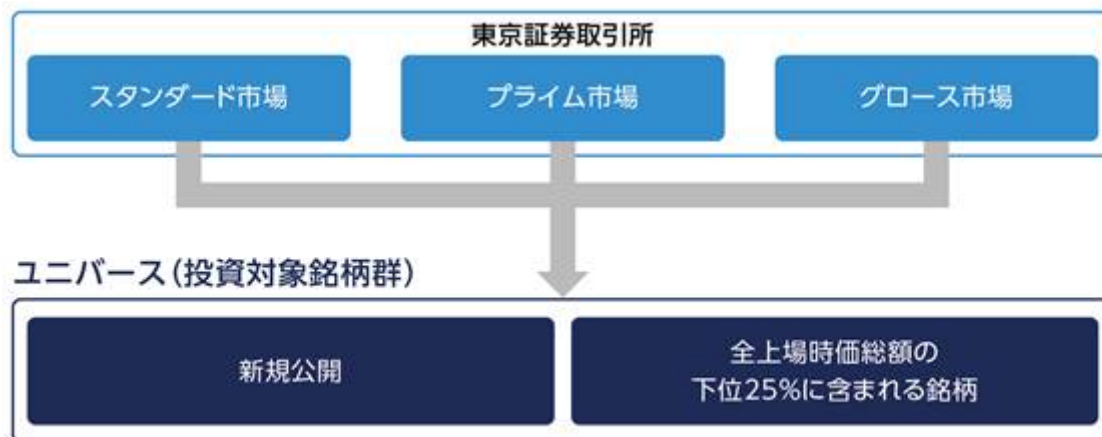 東京証券取引所
スタンダード市場
プライム市場
グロース市場
ユニバース(投資対象銘柄群)
新規公開
全上場時価総額の
下位25%に含まれる銘柄